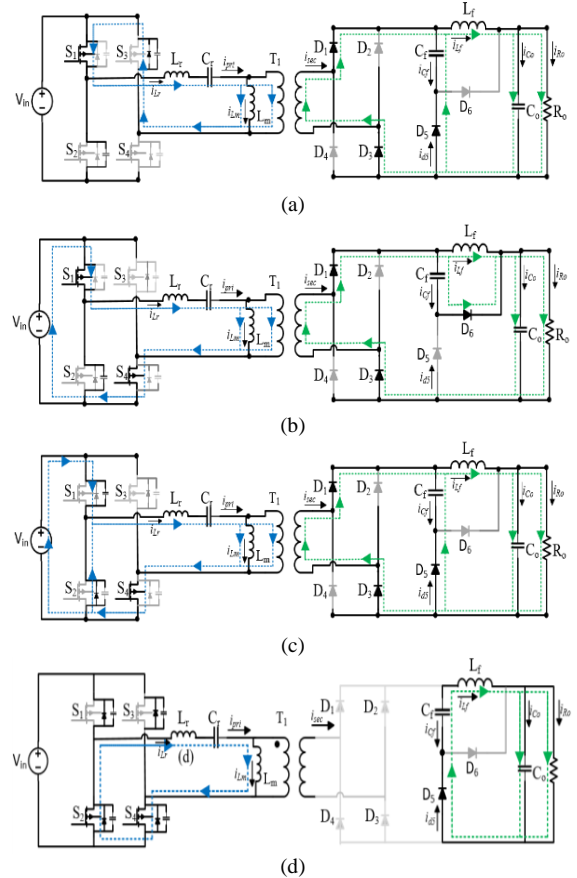 S1 S3 Lr Cr ipri T1 isec D1 D2 Lf
Vin iLr iLm Lm Cf iLf iCf D6 iCo iRo
S2 S4 D4 D3 D5 id5 Co Ro
(a)
S1 S3 Lr Cr ipri T1 isec D1 D2 Lf
Vin iLr iLm Lm Cf iLf iCf D6 iCo iRo
S2 S4 D4 D3 D5 id5 Co Ro
(b)
S1 S3 Lr Cr ipri T1 isec D1 D2 Lf
Vin iLr iLm Lm Cf iLf iCf D6 iCo iRo
S2 S4 D4 D3 D5 id5 Co Ro
(c)
S1 S3 Lr Cr ipri T1 isec D1 D2 Lf
Vin iLr (d) iLm Lm Cf iLf iCf D6 iCo iRo
S2 S4 D4 D3 D5 id5 Co
(d)